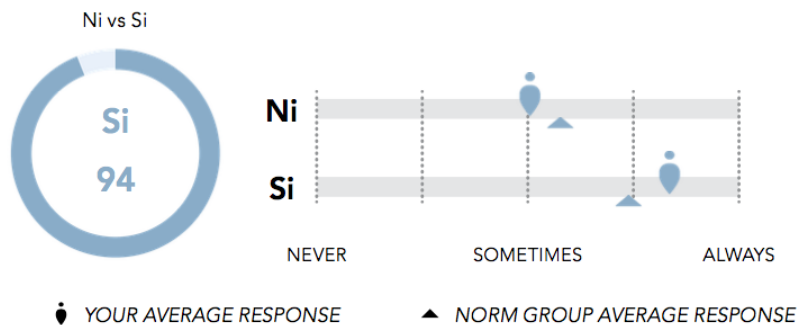 Ni vs Si
Si
94
Ni
Si
NEVER SOMETIMES ALWAYS
YOUR AVERAGE RESPONSE NORM GROUP AVERAGE RESPONSE